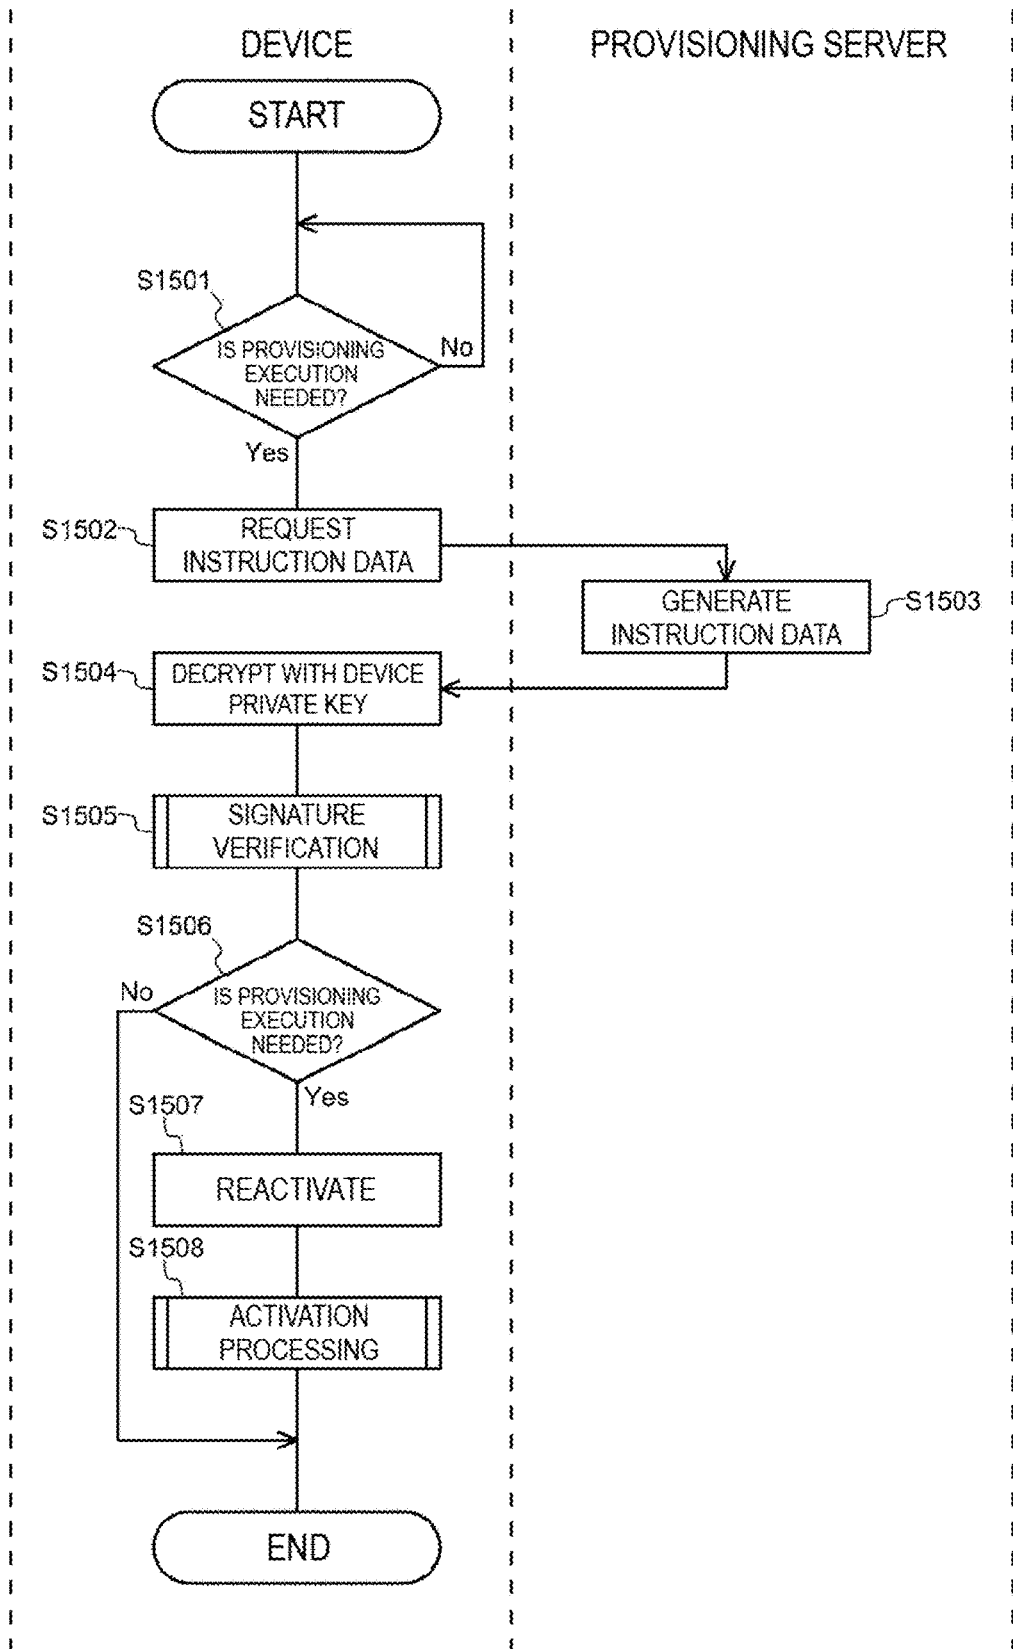 DEVICE
PROVISIONING SERVER
START
S1501
IS PROVISIONING
EXECUTION
NEEDED?
No
Yes
S1502
REQUEST
INSTRUCTION DATA
GENERATE
INSTRUCTION DATA
S1503
S1504
DECRYPT WITH DEVICE
PRIVATE KEY
S1505
SIGNATURE
VERIFICATION
S1506
No
IS PROVISIONING
EXECUTION
NEEDED?
Yes
S1507
REACTIVATE
S1508
ACTIVATION
PROCESSING
END